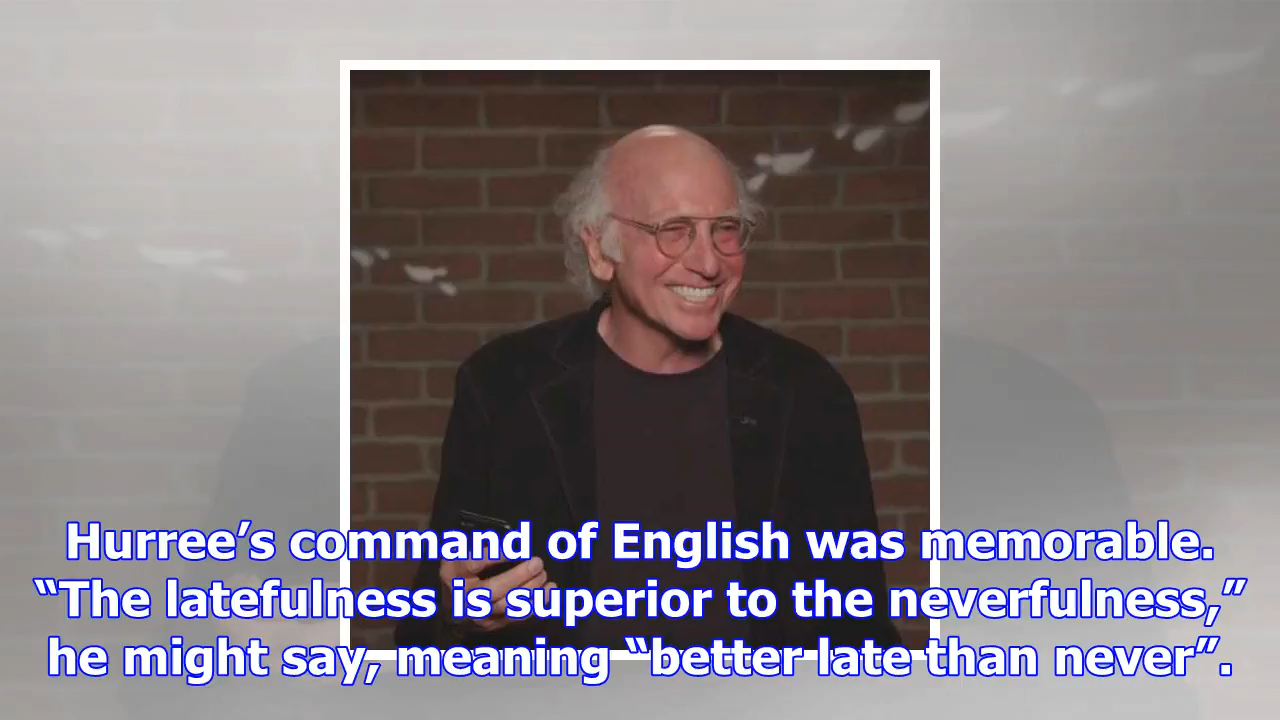 Hurree’s command of English was memorable.
“The latefulness is superior to the neverfulness,”
he might say, meaning “better late than never”.